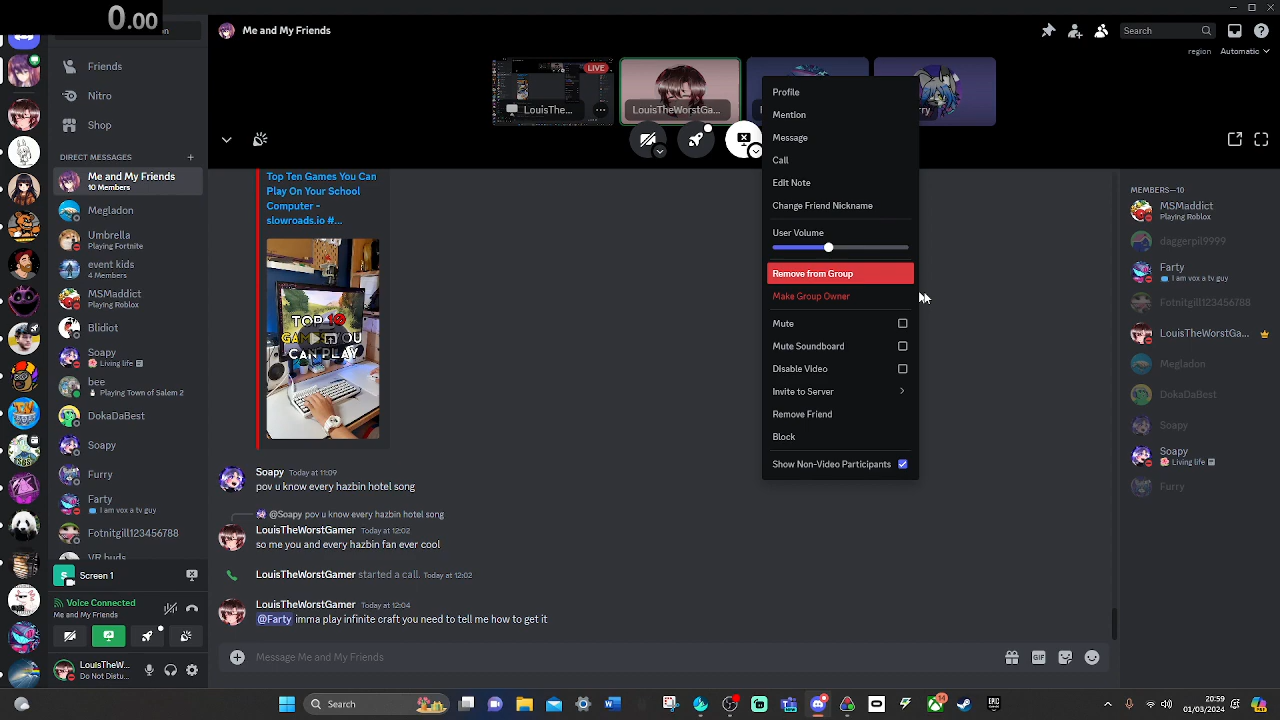 0.00
Me and My Friends
Search
region Automatic
Friends
Nitro
Shop
DIRECT MESSAGES
Me and My Friends
10 Members
Megladon
Umbrella
Playing Fortnite
event kids
4 Members
MSMaddict
Playing Roblox
Blidiot
Soapy
Living life
bee
Playing Town of Salem 2
DokaDaBest
Soapy
Furry
Farty
I am vox a tv guy
Fotnitgill123456788
Screen 1
Voice Connected
Me and My Friends
LouisTheW...
Do Not Distu...
LIVE
LouisThe...
LouisTheWorstGa...
Profile
Mention
Message
Call
Edit Note
Change Friend Nickname
User Volume
Remove from Group
Make Group Owner
Mute
Mute Soundboard
Disable Video
Invite to Server
Remove Friend
Block
Show Non-Video Participants
Top Ten Games You Can
Play On Your School
Computer -
slowroads.io #...
TOP 10
GAME
YOU
CAN PLAY
Soapy Today at 11:09
pov u know every hazbin hotel song
@Soapy pov u know every hazbin hotel song
LouisTheWorstGamer Today at 12:02
so me you and every hazbin fan ever cool
LouisTheWorstGamer started a call. Today at 12:02
LouisTheWorstGamer Today at 12:04
@Farty imma play infinite craft you need to tell me how to get it
Message Me and My Friends
GIF
MEMBERS—10
MSMaddict
Playing Roblox
daggerpil9999
Farty
I am vox a tv guy
Fotnitgill123456788
LouisTheWorstGa...
Megladon
DokaDaBest
Soapy
Soapy
Living life
Furry
Search
14
20:59
01/03/2024